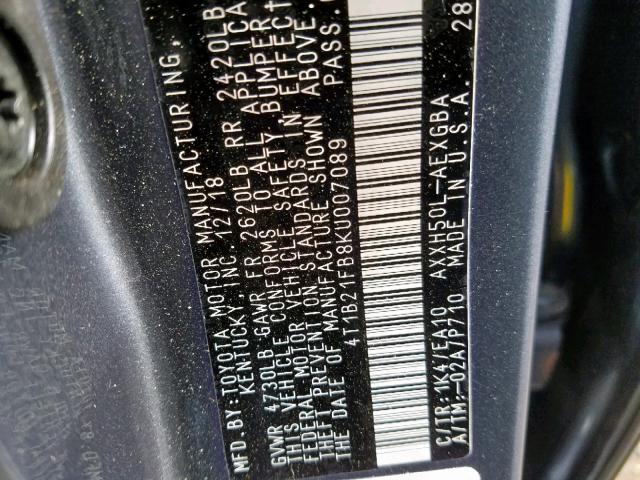 MFD. BY: TOYOTA MOTOR MANUFACTURING,
KENTUCKY INC. 12/18
GVWR 4730LB GAWR FR 2620LB RR 2420LB
THIS VEHICLE CONFORMS TO ALL APPLICA
FEDERAL MOTOR VEHICLE SAFETY, BUMPER
THEFT PREVENTION STANDARDS IN EFFECT
THE DATE OF MANUFACTURE SHOWN ABOVE.
4T1B21FB8KU007089 PASS.
C/TR: 1K4/EA10 AXXH50L-AEXGBA
A/TM: -02A/P710 MADE IN U.S.A. 28